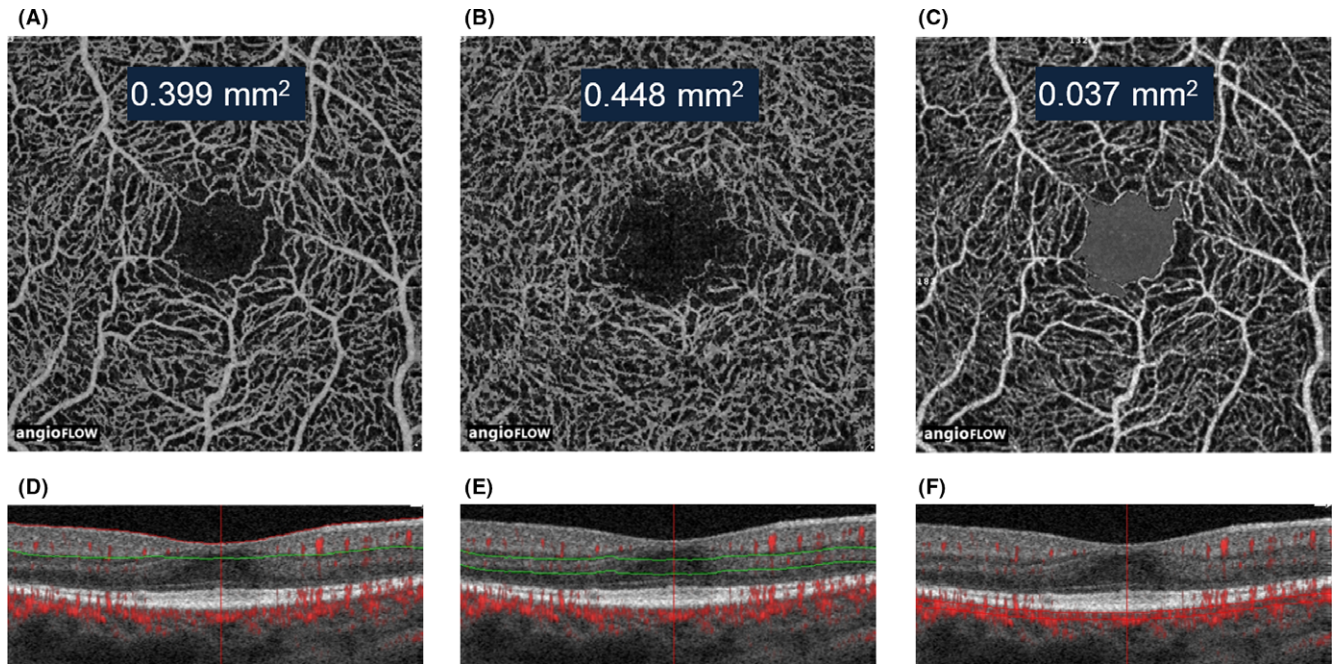 (A)
(B)
(C)
0.399 mm²
0.448 mm²
0.037 mm²
angioFLOW
angioFLOW
angioFLOW
(D)
(E)
(F)